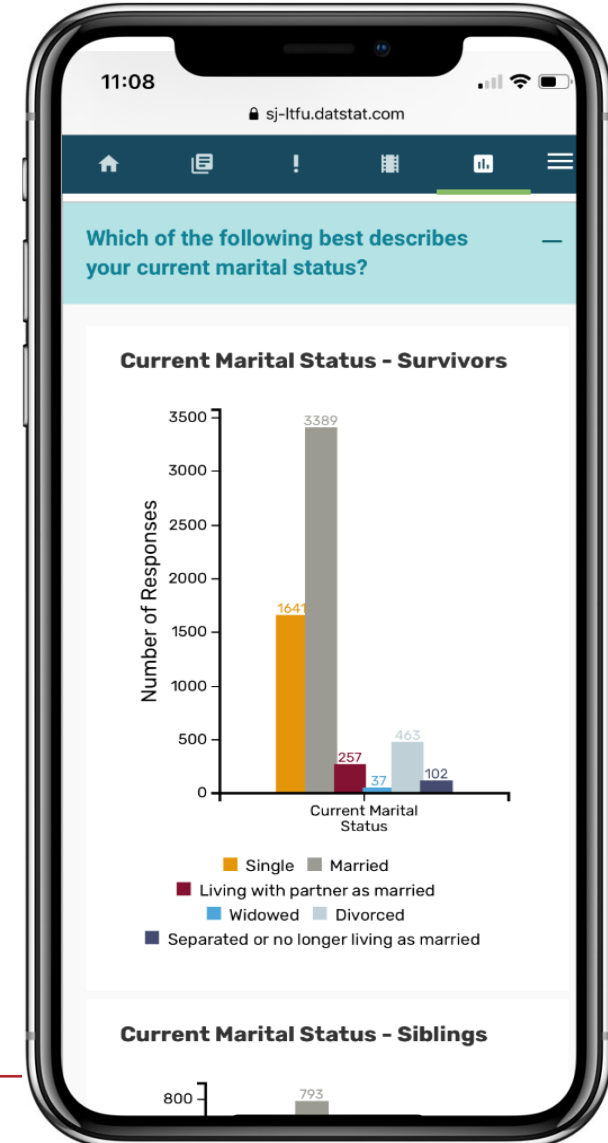 11:08
sj-ltfu.datstat.com
Which of the following best describes
your current marital status?
Current Marital Status - Survivors
Number of Responses
3500
3000
2500
2000
1500
1000
500
0
1641
3389
257
37
463
102
Current Marital
Status
Single Married
Living with partner as married
Widowed Divorced
Separated or no longer living as married
Current Marital Status - Siblings
800
793